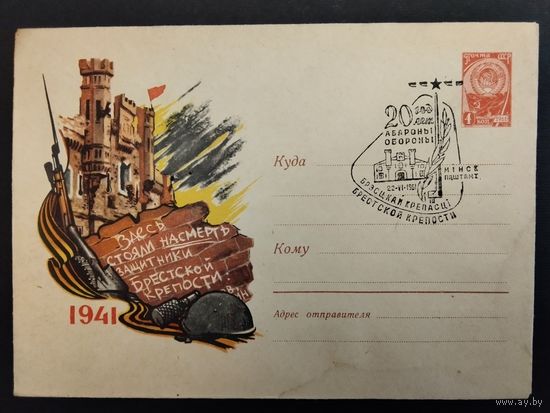 ПОЧТА
4
КОП
20 год
лет
АБАРОНЫ
ОБОРОНЫ
МІНСК
ПАШТАМТ
22-VI-1961
БРЭСЦКАЙ КРЭПАСЦІ
БРЕСТСКОЙ КРЕПОСТИ
Куда
Кому
Адрес отправителя
ЗДЕСЬ
СТОЯЛИ НАСМЕРТЬ
ЗАЩИТНИКИ
БРЕСТСКОЙ
КРЕПОСТИ!
1941
www.ay.by